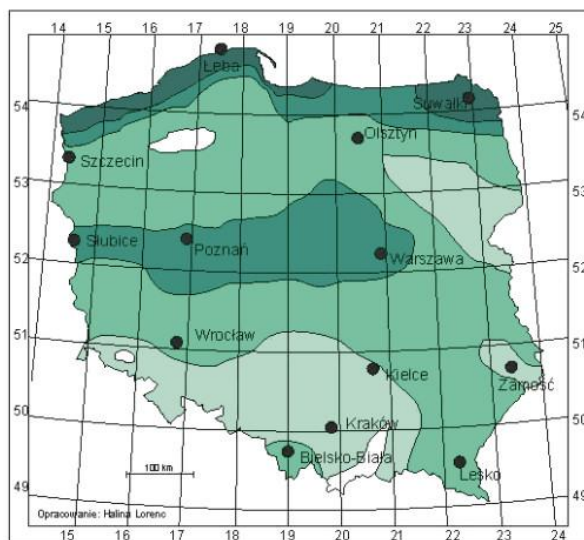 14 15 16 17 18 19 20 21 22 23 24 25
Łeba
54 Suwałki 54
Olsztyn
Szczecin
53 53
Słubice Poznań Warszawa
52 52
Wrocław
51 51
Kielce Zamość
50 Kraków 50
Bielsko-Biała Lesko
100 km
49 49
Opracowanie: Halina Lorenc
15 16 17 18 19 20 21 22 23 24